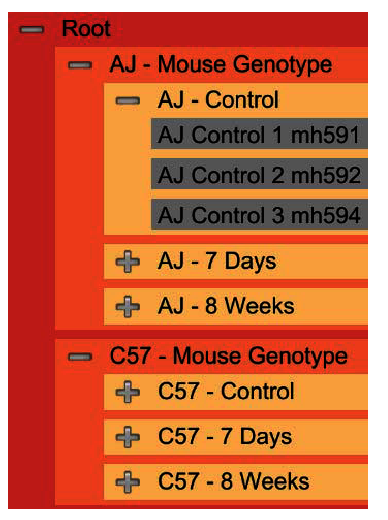 Root
AJ - Mouse Genotype
AJ - Control
AJ Control 1 mh591
AJ Control 2 mh592
AJ Control 3 mh594
AJ - 7 Days
AJ - 8 Weeks
C57 - Mouse Genotype
C57 - Control
C57 - 7 Days
C57 - 8 Weeks